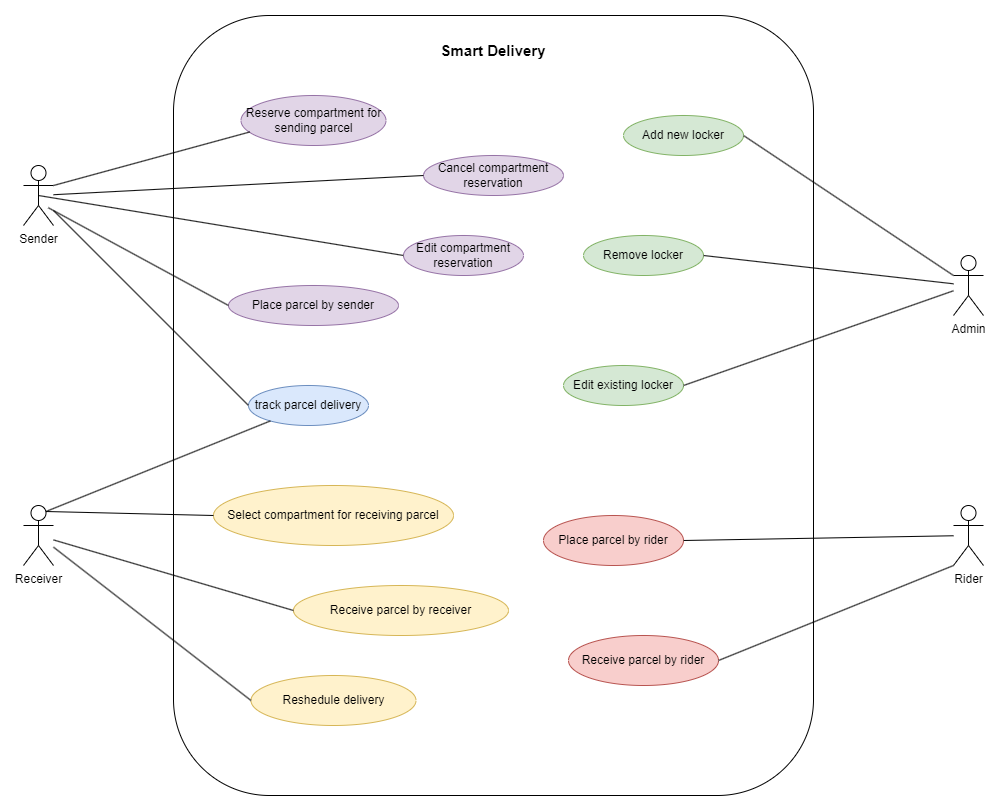 Smart Delivery
Reserve compartment for
sending parcel
Add new locker
Cancel compartment
reservation
Sender
Edit compartment
reservation
Remove locker
Place parcel by sender
Admin
Edit existing locker
track parcel delivery
Select compartment for receiving parcel
Place parcel by rider
Receiver
Rider
Receive parcel by receiver
Receive parcel by rider
Reshedule delivery